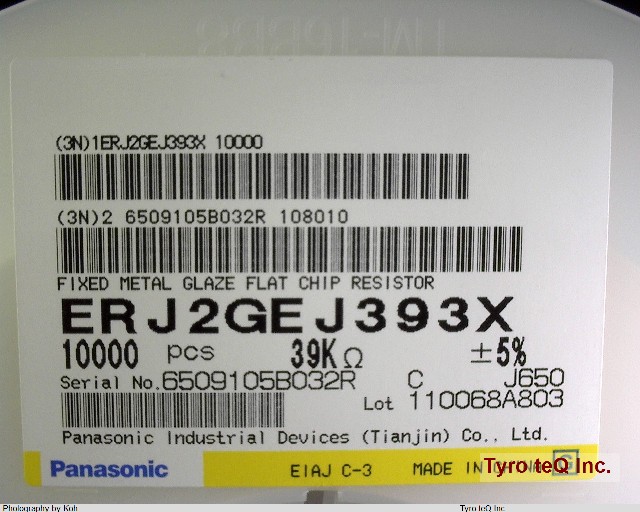 (3N)1ERJ2GEJ393X 10000
(3N)2 6509105B032R 108010
FIXED METAL GLAZE FLAT CHIP RESISTOR
ERJ2GEJ393X
10000 pcs 39KΩ ±5%
Serial No.6509105B032R C J650
Lot 110068A803
Panasonic Industrial Devices (Tianjin) Co., Ltd.
Panasonic EIAJ C-3 MADE IN CHINA G
Tyro teQ Inc.
Photography by Koh Tyro teQ Inc